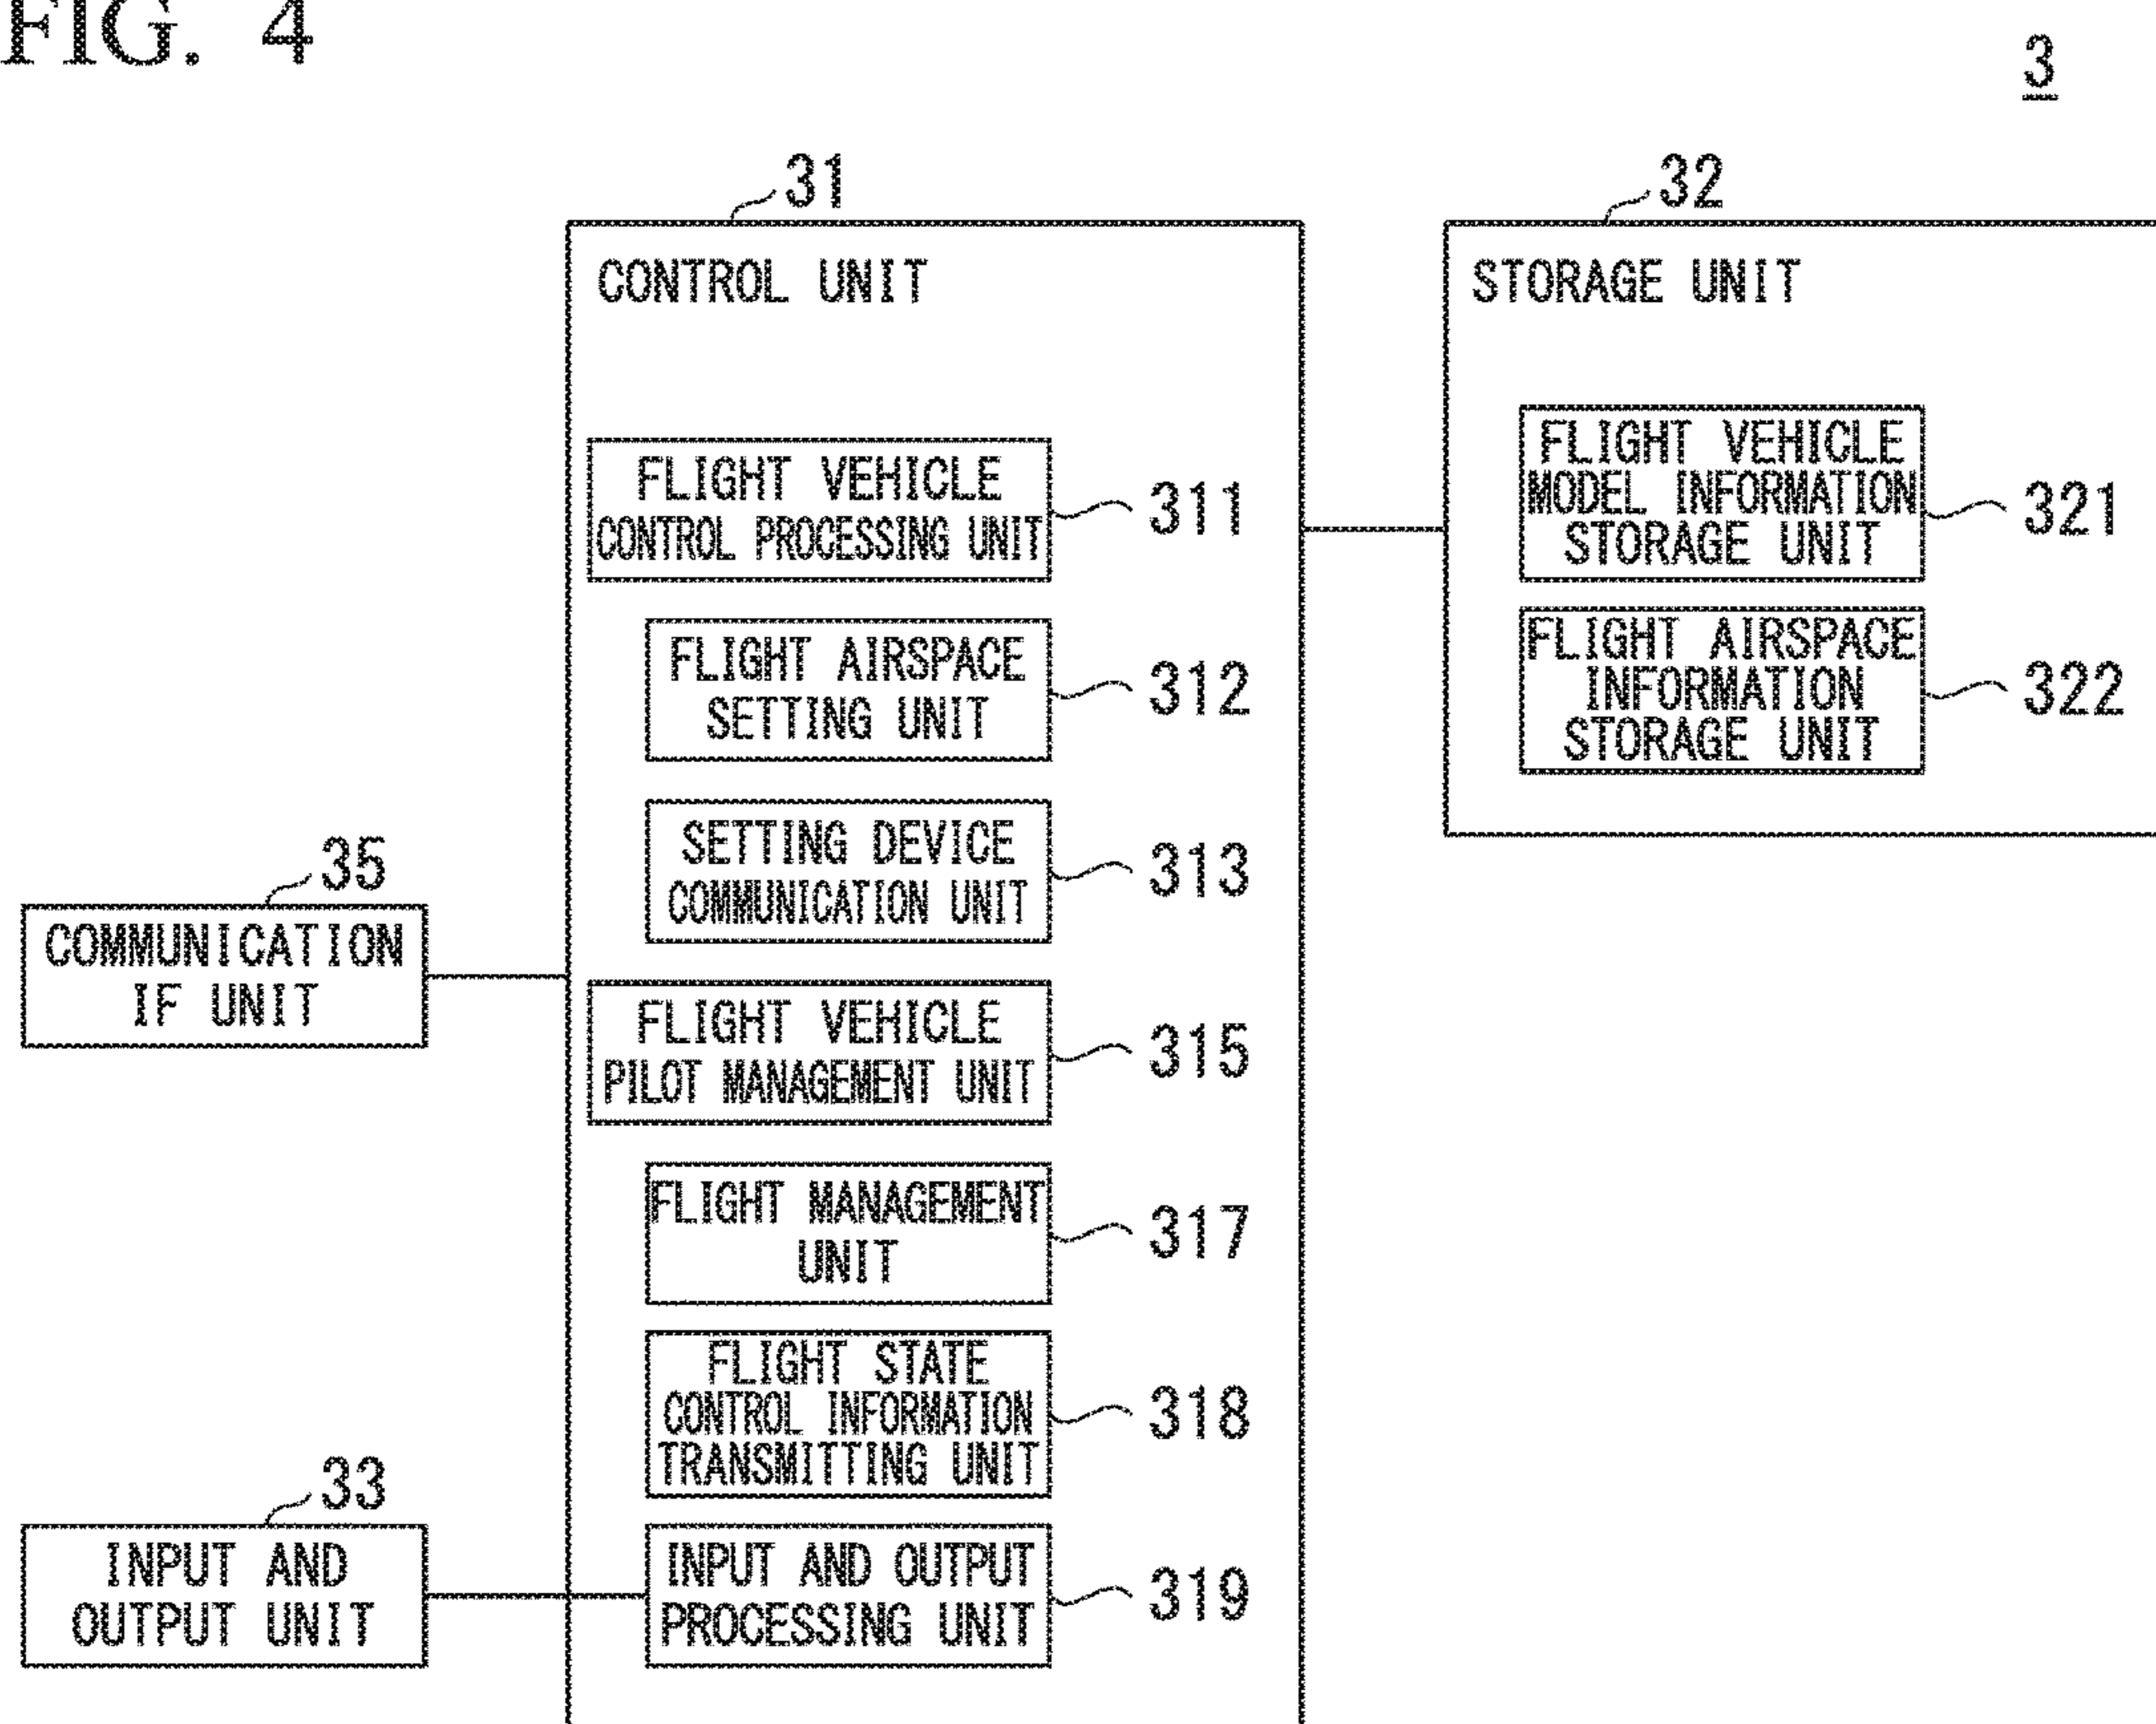 FIG. 4
3
31
CONTROL UNIT
FLIGHT VEHICLE
CONTROL PROCESSING UNIT
311
FLIGHT AIRSPACE
SETTING UNIT
312
SETTING DEVICE
COMMUNICATION UNIT
313
FLIGHT VEHICLE
PILOT MANAGEMENT UNIT
315
FLIGHT MANAGEMENT
UNIT
317
FLIGHT STATE
CONTROL INFORMATION
TRANSMITTING UNIT
318
INPUT AND OUTPUT
PROCESSING UNIT
319
32
STORAGE UNIT
FLIGHT VEHICLE
MODEL INFORMATION
STORAGE UNIT
321
FLIGHT AIRSPACE
INFORMATION
STORAGE UNIT
322
35
COMMUNICATION
IF UNIT
33
INPUT AND
OUTPUT UNIT